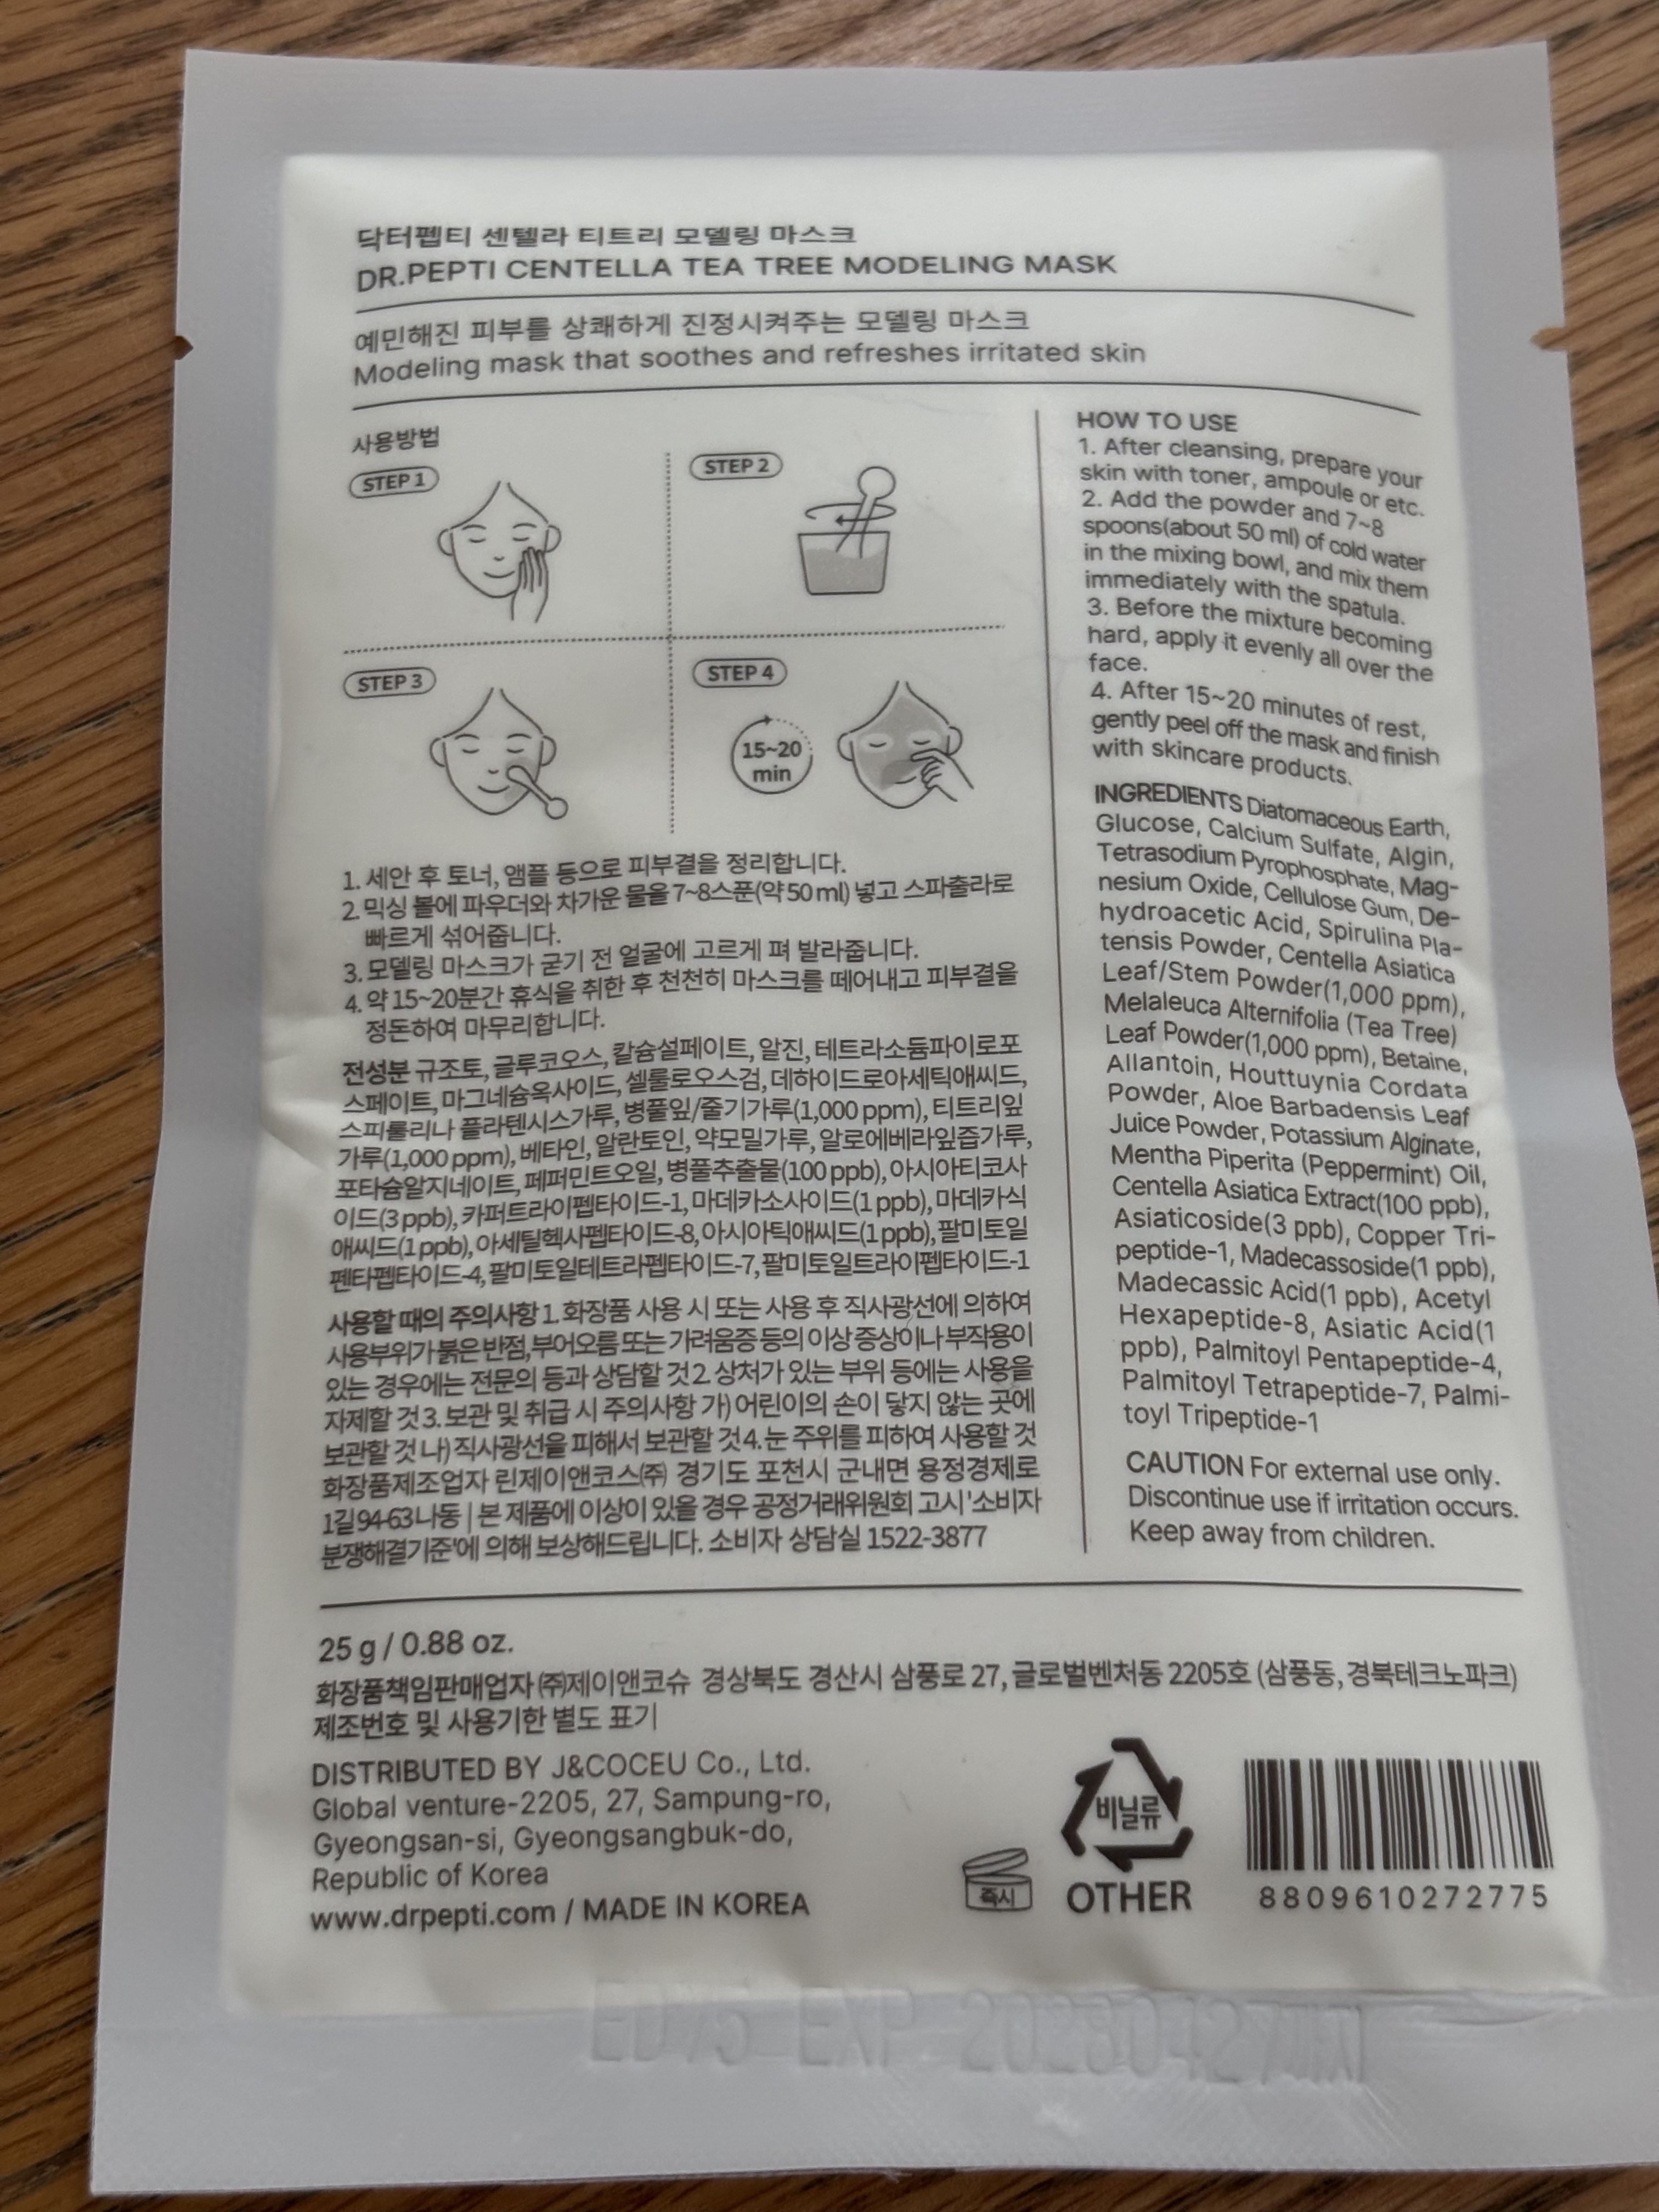 닥터펩티 센텔라 티트리 모델링 마스크
DR.PEPTI CENTELLA TEA TREE MODELING MASK
예민해진 피부를 상쾌하게 진정시켜주는 모델링 마스크
Modeling mask that soothes and refreshes irritated skin
사용방법
STEP 1
STEP 2
STEP 3
STEP 4
15~20
min
1. 세안 후 토너, 앰플 등으로 피부결을 정리합니다.
2. 믹싱 볼에 파우더와 차가운 물을 7~8스푼(약 50 ml) 넣고 스파출라로
빠르게 섞어줍니다.
3. 모델링 마스크가 굳기 전 얼굴에 고르게 펴 발라줍니다.
4. 약 15~20분간 휴식을 취한 후 천천히 마스크를 떼어내고 피부결을
정돈하여 마무리합니다.
전성분 규조토, 글루코오스, 칼슘설페이트, 알진, 테트라소듐파이로포
스페이트, 마그네슘옥사이드, 셀룰로오스검, 데하이드로아세틱애씨드,
스피룰리나 플라텐시스가루, 병풀잎/줄기가루(1,000 ppm), 티트리잎
가루(1,000 ppm), 베타인, 알란토인, 약모밀가루, 알로에베라잎즙가루,
포타슘알지네이트, 페퍼민트오일, 병풀추출물(100 ppb), 아시아티코사
이드(3 ppb), 카퍼트라이펩타이드-1, 마데카소사이드(1 ppb), 마데카식
애씨드(1 ppb), 아세틸헥사펩타이드-8, 아시아틱애씨드(1 ppb), 팔미토일
펜타펩타이드-4, 팔미토일테트라펩타이드-7, 팔미토일트라이펩타이드-1
사용할 때의 주의사항 1. 화장품 사용 시 또는 사용 후 직사광선에 의하여
사용부위가 붉은 반점, 부어오름 또는 가려움증 등의 이상 증상이나 부작용이
있는 경우에는 전문의 등과 상담할 것 2. 상처가 있는 부위 등에는 사용을
자제할 것 3. 보관 및 취급 시 주의사항 가) 어린이의 손이 닿지 않는 곳에
보관할 것 나) 직사광선을 피해서 보관할 것 4. 눈 주위를 피하여 사용할 것
화장품제조업자 린제이앤코스㈜ 경기도 포천시 군내면 용정경제로
1길 94-63 나동 | 본 제품에 이상이 있을 경우 공정거래위원회 고시 '소비자
분쟁해결기준'에 의해 보상해드립니다. 소비자 상담실 1522-3877
HOW TO USE
1. After cleansing, prepare your
skin with toner, ampoule or etc.
2. Add the powder and 7~8
spoons(about 50 ml) of cold water
in the mixing bowl, and mix them
immediately with the spatula.
3. Before the mixture becoming
hard, apply it evenly all over the
face.
4. After 15~20 minutes of rest,
gently peel off the mask and finish
with skincare products.
INGREDIENTS Diatomaceous Earth,
Glucose, Calcium Sulfate, Algin,
Tetrasodium Pyrophosphate, Mag-
nesium Oxide, Cellulose Gum, De-
hydroacetic Acid, Spirulina Pla-
tensis Powder, Centella Asiatica
Leaf/Stem Powder(1,000 ppm),
Melaleuca Alternifolia (Tea Tree)
Leaf Powder(1,000 ppm), Betaine,
Allantoin, Houttuynia Cordata
Powder, Aloe Barbadensis Leaf
Juice Powder, Potassium Alginate,
Mentha Piperita (Peppermint) Oil,
Centella Asiatica Extract(100 ppb),
Asiaticoside(3 ppb), Copper Tri-
peptide-1, Madecassoside(1 ppb),
Madecassic Acid(1 ppb), Acetyl
Hexapeptide-8, Asiatic Acid(1
ppb), Palmitoyl Pentapeptide-4,
Palmitoyl Tetrapeptide-7, Palmi-
toyl Tripeptide-1
CAUTION For external use only.
Discontinue use if irritation occurs.
Keep away from children.
25 g / 0.88 oz.
화장품책임판매업자 ㈜제이앤코슈 경상북도 경산시 삼풍로 27, 글로벌벤처동 2205호 (삼풍동, 경북테크노파크)
제조번호 및 사용기한 별도 표기
DISTRIBUTED BY J&COCEU Co., Ltd.
Global venture-2205, 27, Sampung-ro,
Gyeongsan-si, Gyeongsangbuk-do,
Republic of Korea
www.drpepti.com / MADE IN KOREA
즉시
비닐류
OTHER
8809610272775
EXP